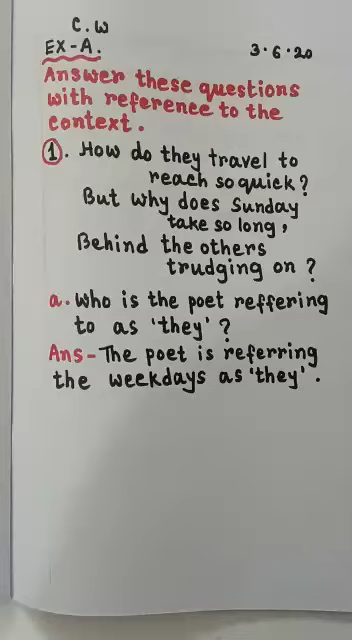 C.W
EX-A. 3.6.20
Answer these questions
with reference to the
context.
1. How do they travel to
reach so quick?
But why does Sunday
take so long,
Behind the others
trudging on?
a. Who is the poet reffering
to as 'they'?
Ans- The poet is referring
the weekdays as 'they'.